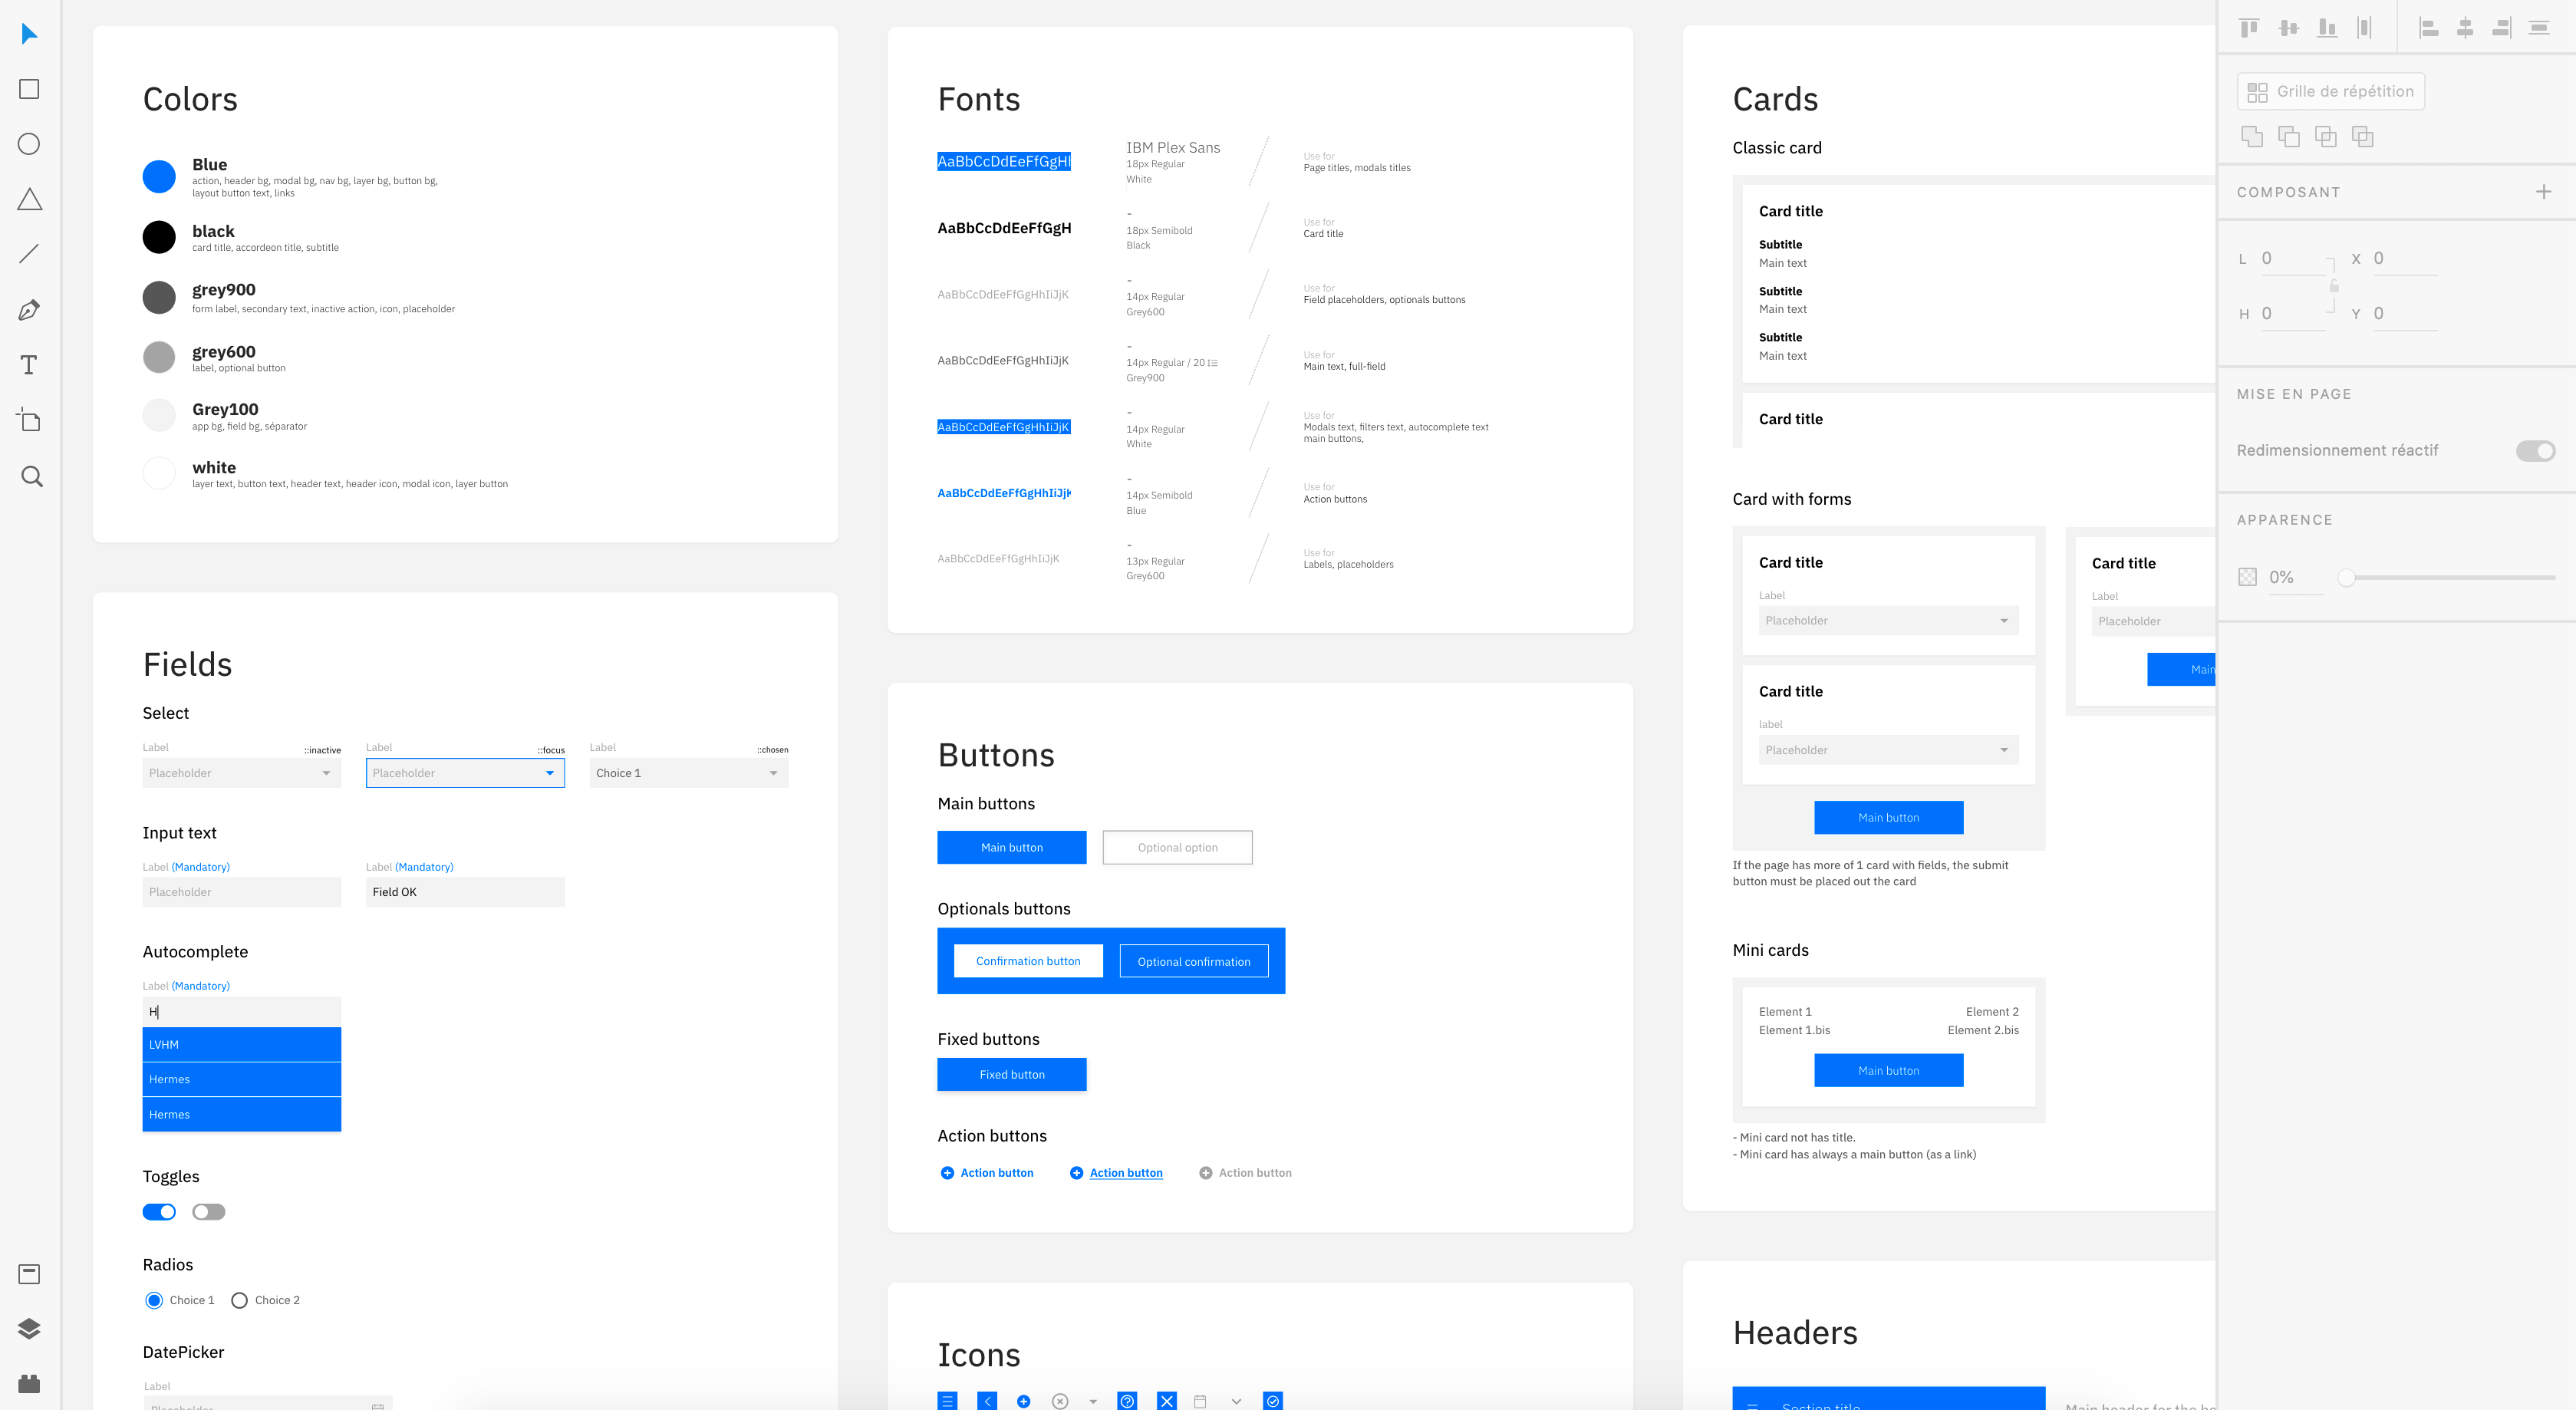 Colors
Blue
action, header bg, modal bg, nav bg, layer bg, button bg,
layout button text, links
black
card title, accordeon title, subtitle
grey900
form label, secondary text, inactive action, icon, placeholder
grey600
label, optional button
Grey100
app bg, field bg, séparator
white
layer text, button text, header text, header icon, modal icon, layer button
Fields
Select
Label ::inactive
Placeholder
Label ::focus
Placeholder
Label ::chosen
Choice 1
Input text
Label (Mandatory)
Placeholder
Label (Mandatory)
Field OK
Autocomplete
Label (Mandatory)
H
LVHM
Hermes
Hermes
Toggles
Radios
Choice 1
Choice 2
DatePicker
Label
Placeholder
Fonts
AaBbCcDdEeFfGgHh
IBM Plex Sans
18px Regular
White
Use for
Page titles, modals titles
AaBbCcDdEeFfGgH
-
18px Semibold
Black
Use for
Card title
AaBbCcDdEeFfGgHhIiJjK
-
14px Regular
Grey600
Use for
Field placeholders, optionals buttons
AaBbCcDdEeFfGgHhIiJjK
-
14px Regular / 20
Grey900
Use for
Main text, full-field
AaBbCcDdEeFfGgHhIiJjK
-
14px Regular
White
Use for
Modals text, filters text, autocomplete text
main buttons,
AaBbCcDdEeFfGgHhIiJjK
-
14px Semibold
Blue
Use for
Action buttons
AaBbCcDdEeFfGgHhIiJjK
-
13px Regular
Grey600
Use for
Labels, placeholders
Buttons
Main buttons
Main button
Optional option
Optionals buttons
Confirmation button
Optional confirmation
Fixed buttons
Fixed button
Action buttons
Action button
Action button
Action button
Icons
Cards
Classic card
Card title
Subtitle
Main text
Subtitle
Main text
Subtitle
Main text
Card title
Card with forms
Card title
Label
Placeholder
Card title
label
Placeholder
Main button
Card title
Label
Placeholder
Main
If the page has more of 1 card with fields, the submit
button must be placed out the card
Mini cards
Element 1 Element 2
Element 1.bis Element 2.bis
Main button
- Mini card not has title.
- Mini card has always a main button (as a link)
Headers
Section title
Main header for the
Grille de répétition
COMPOSANT
L 0 X 0
H 0 Y 0
MISE EN PAGE
Redimensionnement réactif
APPARENCE
0%